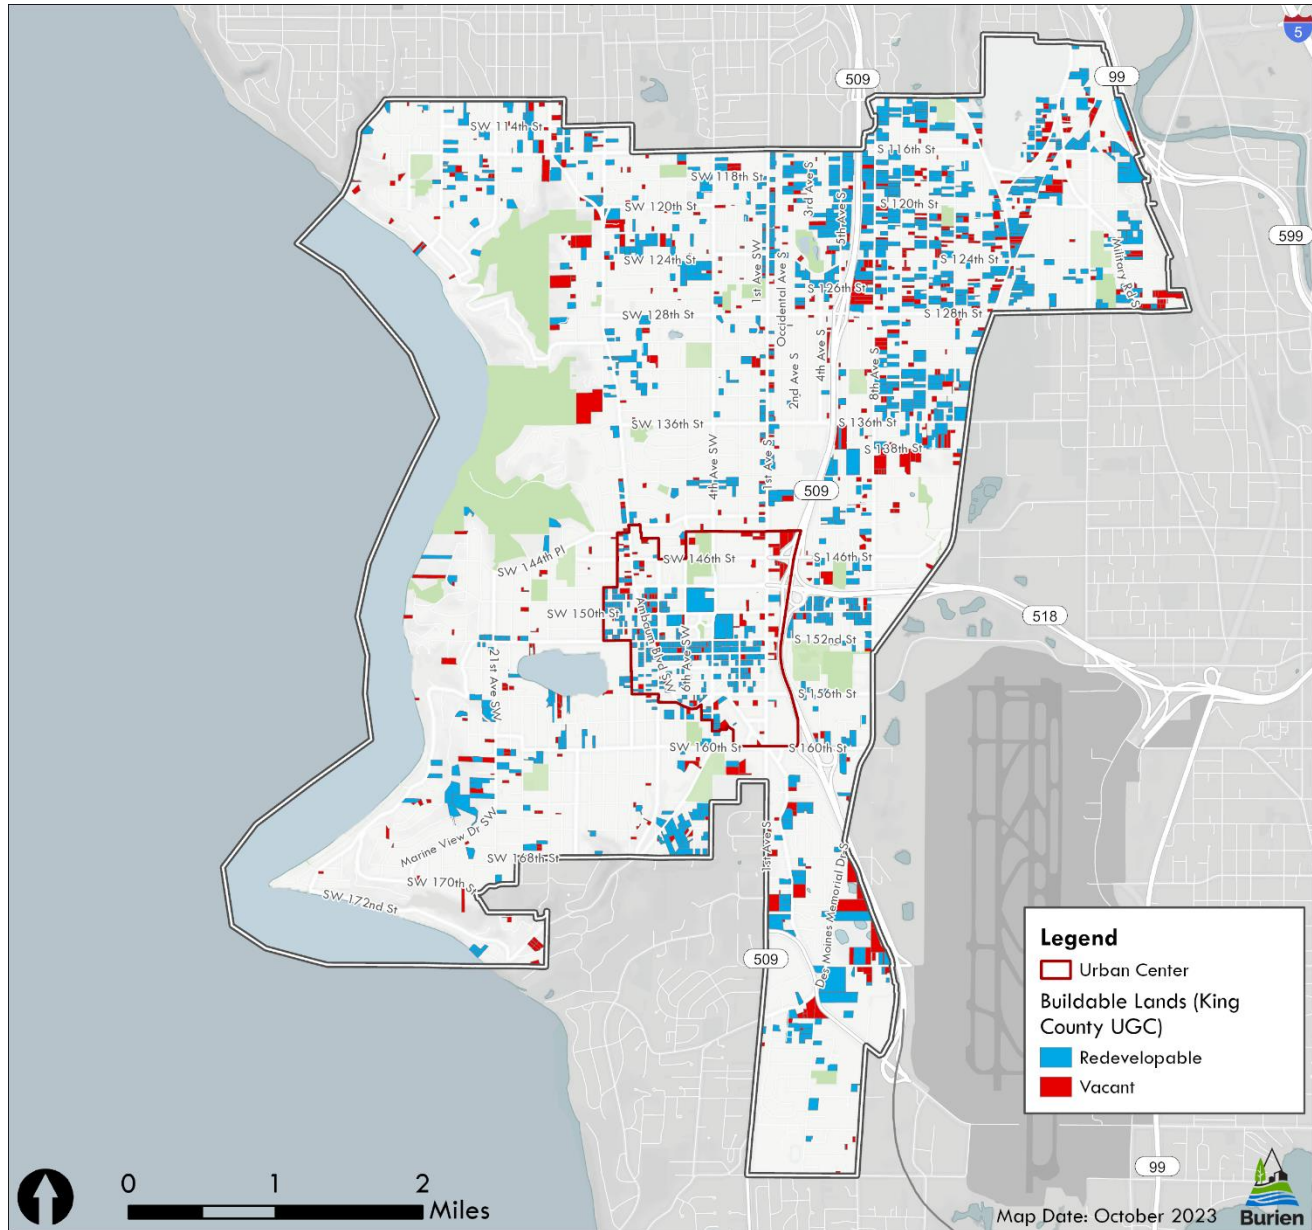 5
509
99
SW 114th St
S 116th St
SW 118th St
3rd Ave S
SW 120th St
S 120th St
5th Ave S
599
1st Ave SW
Occidental Ave S
SW 124th St
S 124th St
Military Rd S
S 126th St
SW 128th St
S 128th St
4th Ave S
2nd Ave S
8th Ave S
SW 136th St
S 136th St
4th Ave SW
1st Ave S
S 138th St
509
SW 144th Pl
SW 146th St
S 146th St
SW 150th St
Ambaum Blvd SW
6th Ave SW
518
S 152nd St
21st Ave SW
S 156th St
SW 160th St
S 160th St
Marine View Dr SW
1st Ave S
Des Moines Memorial Dr S
SW 168th St
SW 170th St
SW 172nd St
509
Legend
Urban Center
Buildable Lands (King
County UGC)
Redevelopable
Vacant
99
0 1 2
Miles
Map Date: October 2023
Burien